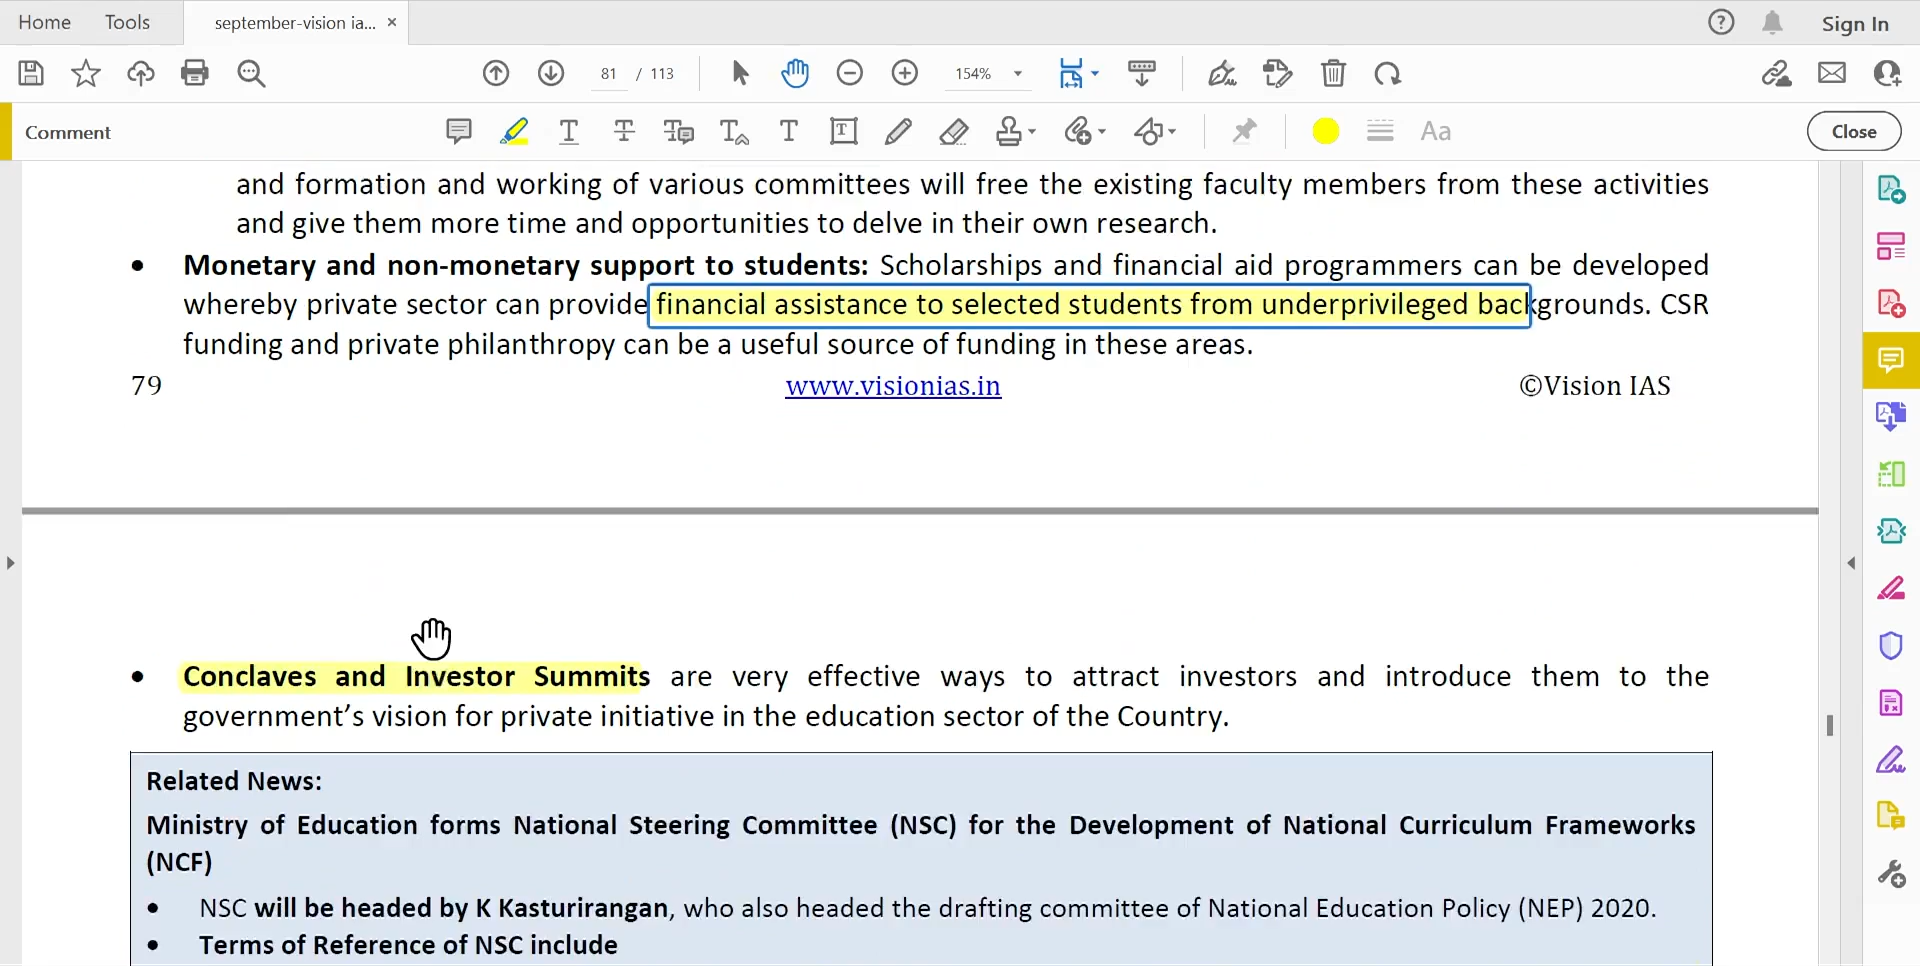 Home Tools september-vision ia... × Sign In
81 / 113 154%
Comment Aa Close
and formation and working of various committees will free the existing faculty members from these activities
and give them more time and opportunities to delve in their own research.
• Monetary and non-monetary support to students: Scholarships and financial aid programmers can be developed
whereby private sector can provide financial assistance to selected students from underprivileged backgrounds. CSR
funding and private philanthropy can be a useful source of funding in these areas.
79 www.visionias.in ©Vision IAS
• Conclaves and Investor Summits are very effective ways to attract investors and introduce them to the
government’s vision for private initiative in the education sector of the Country.
Related News:
Ministry of Education forms National Steering Committee (NSC) for the Development of National Curriculum Frameworks
(NCF)
• NSC will be headed by K Kasturirangan, who also headed the drafting committee of National Education Policy (NEP) 2020.
• Terms of Reference of NSC include